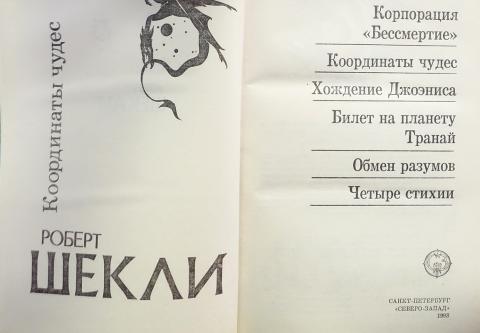 Координаты чудес
РОБЕРТ
ШЕКЛИ
Корпорация
«Бессмертие»
Координаты чудес
Хождение Джоэниса
Билет на планету
Транай
Обмен разумов
Четыре стихии
САНКТ-ПЕТЕРБУРГ
«СЕВЕРО-ЗАПАД»
1993